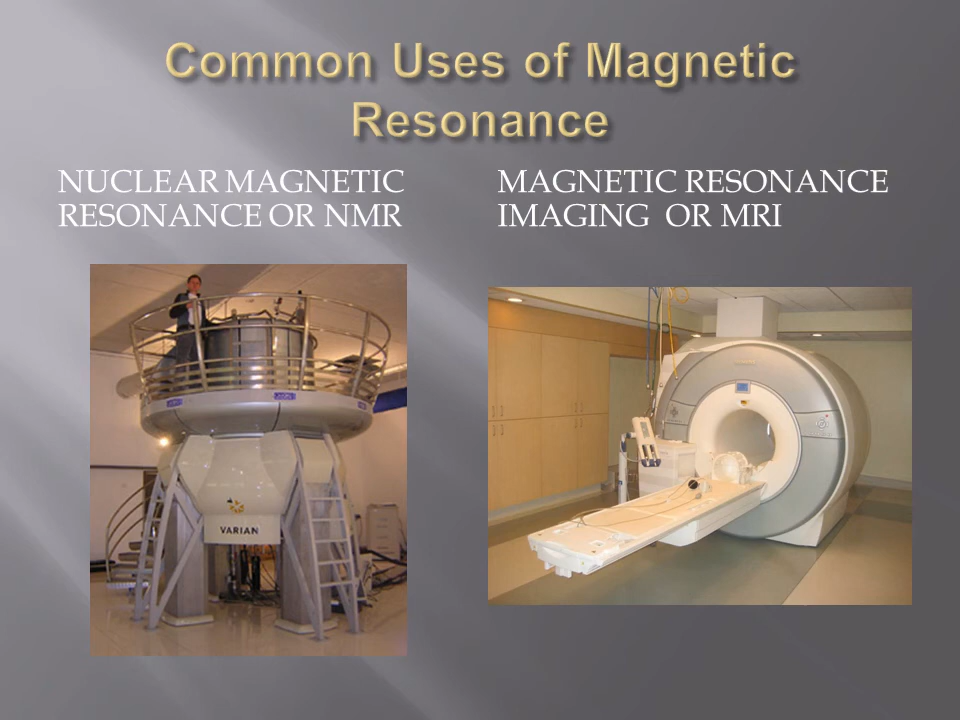 Common Uses of Magnetic
Resonance
NUCLEAR MAGNETIC
RESONANCE OR NMR
MAGNETIC RESONANCE
IMAGING OR MRI
VARIAN